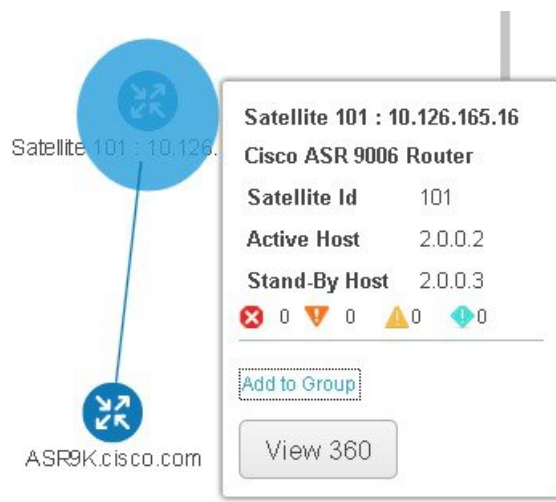 Satellite 101 : 10.126.
Satellite 101 : 10.126.165.16
Cisco ASR 9006 Router
Satellite Id 101
Active Host 2.0.0.2
Stand-By Host 2.0.0.3
0 0 0 0
Add to Group
View 360
ASR9K.cisco.com